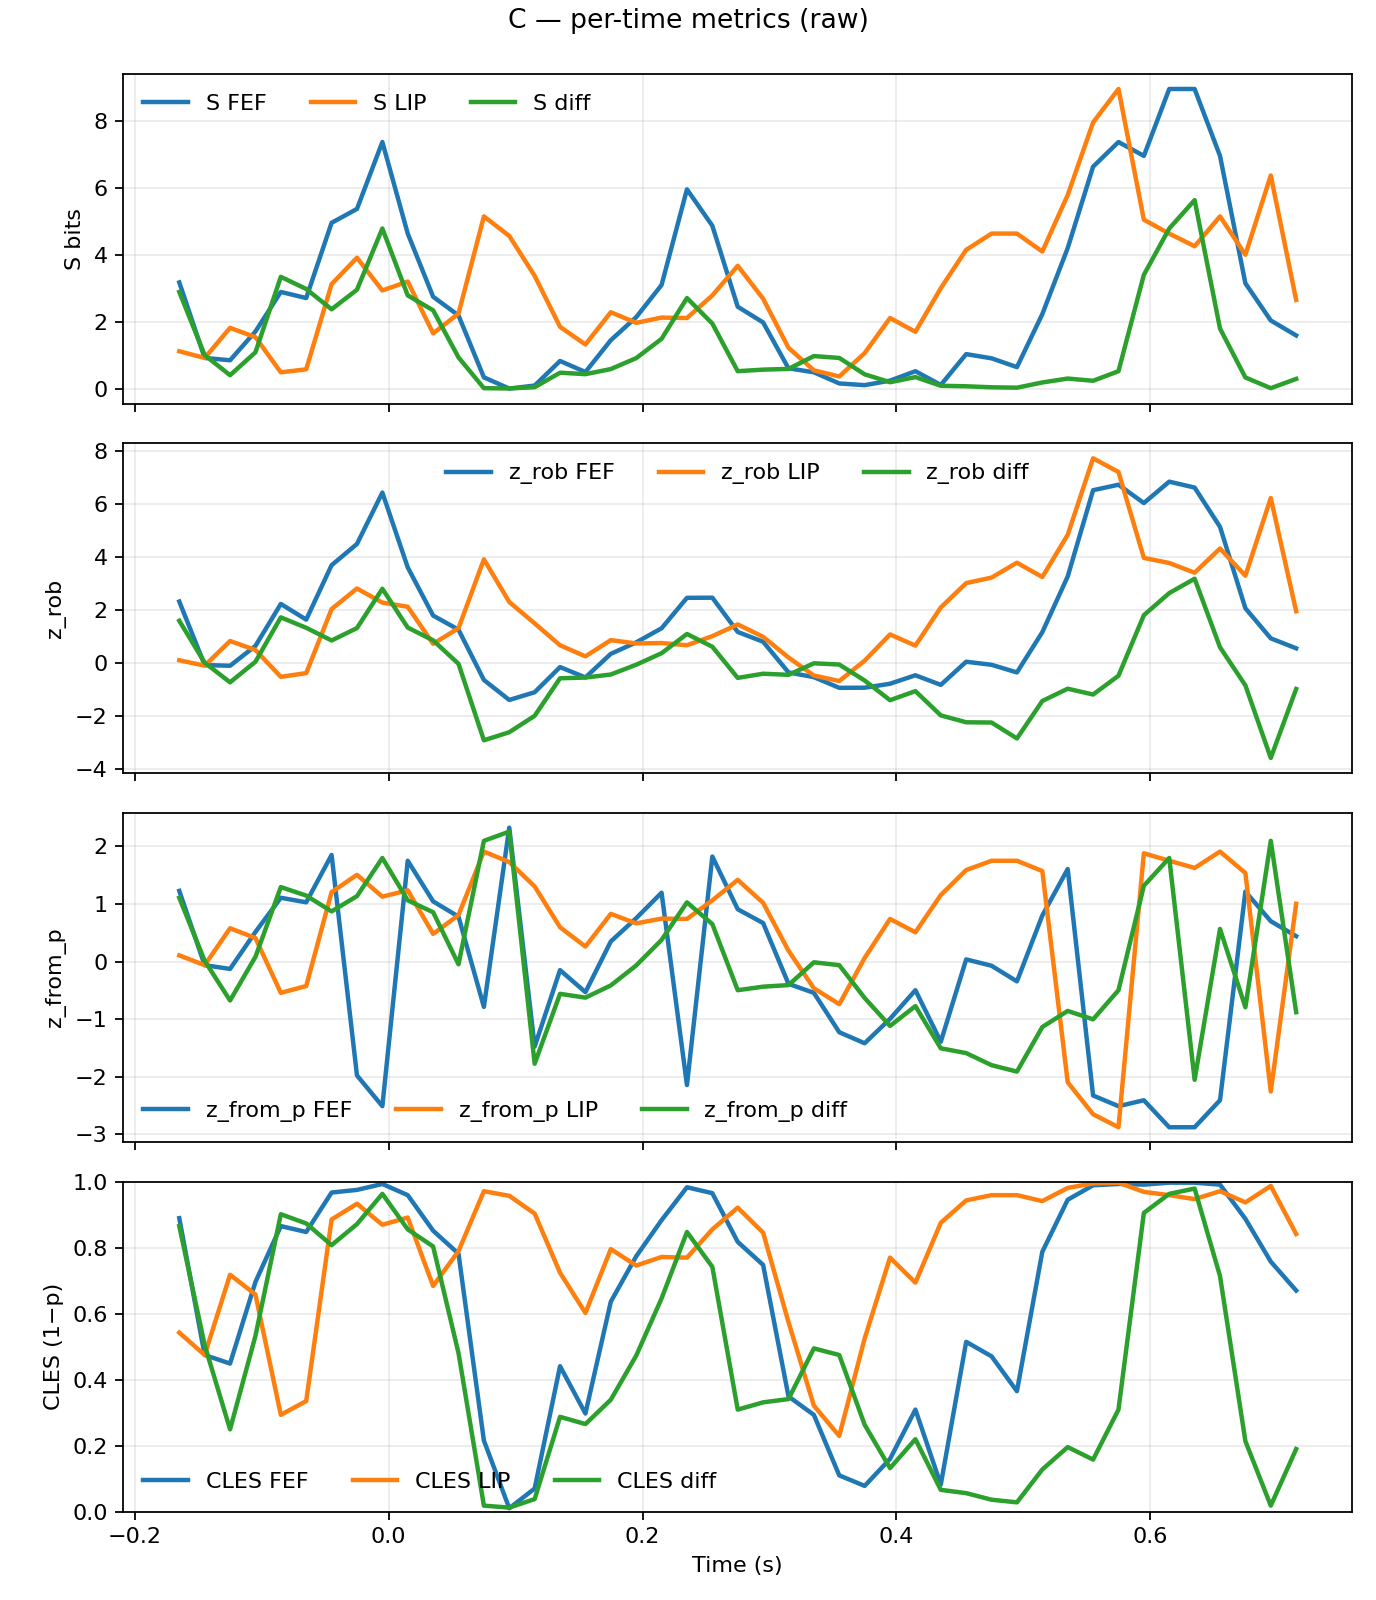 C — per-time metrics (raw)
S FEF S LIP S diff
8
6
4
2
0
S bits
z_rob FEF z_rob LIP z_rob diff
8
6
4
2
0
−2
−4
z_rob
2
1
0
−1
−2
−3
z_from_p
z_from_p FEF z_from_p LIP z_from_p diff
1.0
0.8
0.6
0.4
0.2
0.0
CLES (1−p)
CLES FEF CLES LIP CLES diff
−0.2 0.0 0.2 0.4 0.6
Time (s)